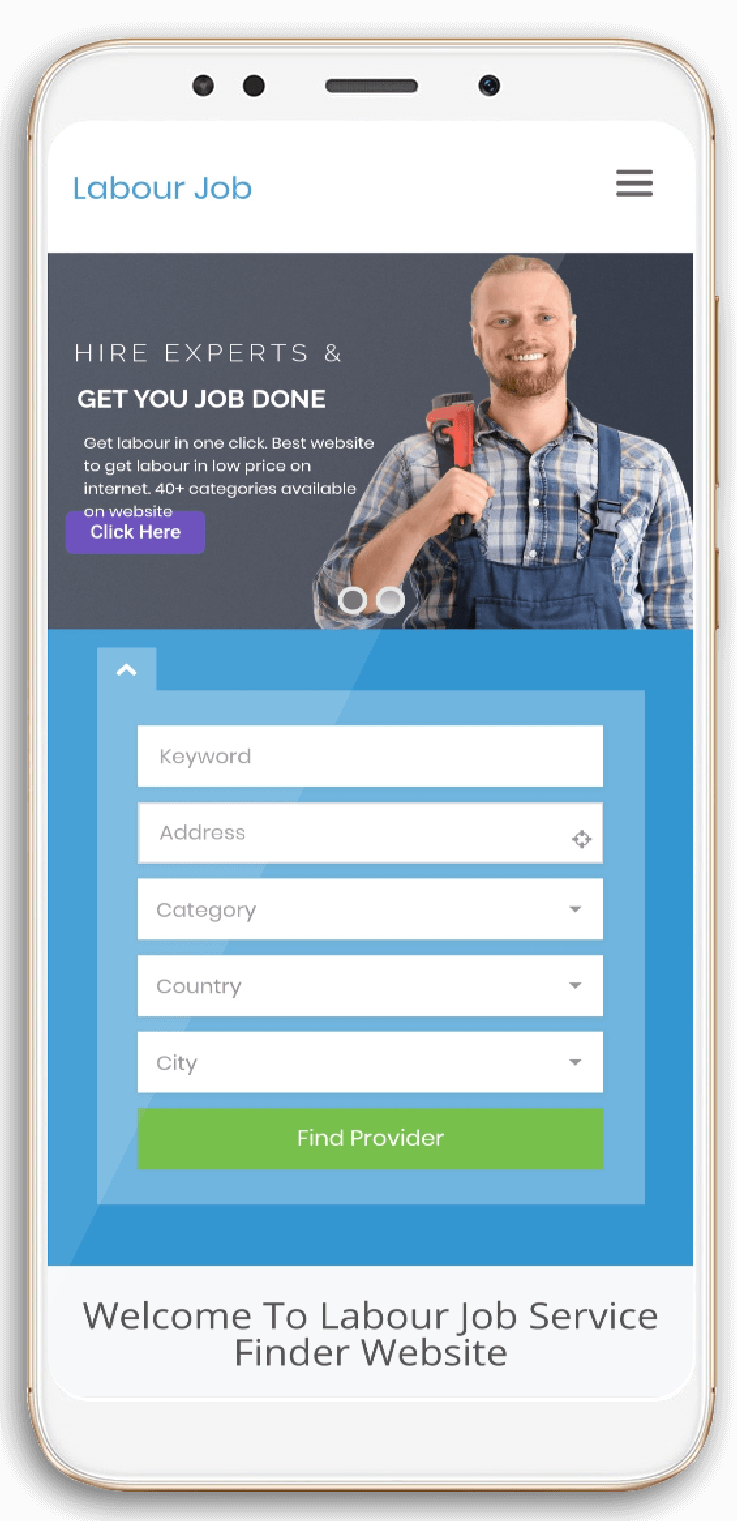 Labour Job
HIRE EXPERTS &
GET YOU JOB DONE
Get labour in one click. Best website
to get labour in low price on
internet. 40+ categories available
on website
Click Here
Keyword
Address
Category
Country
City
Find Provider
Welcome To Labour Job Service
Finder Website